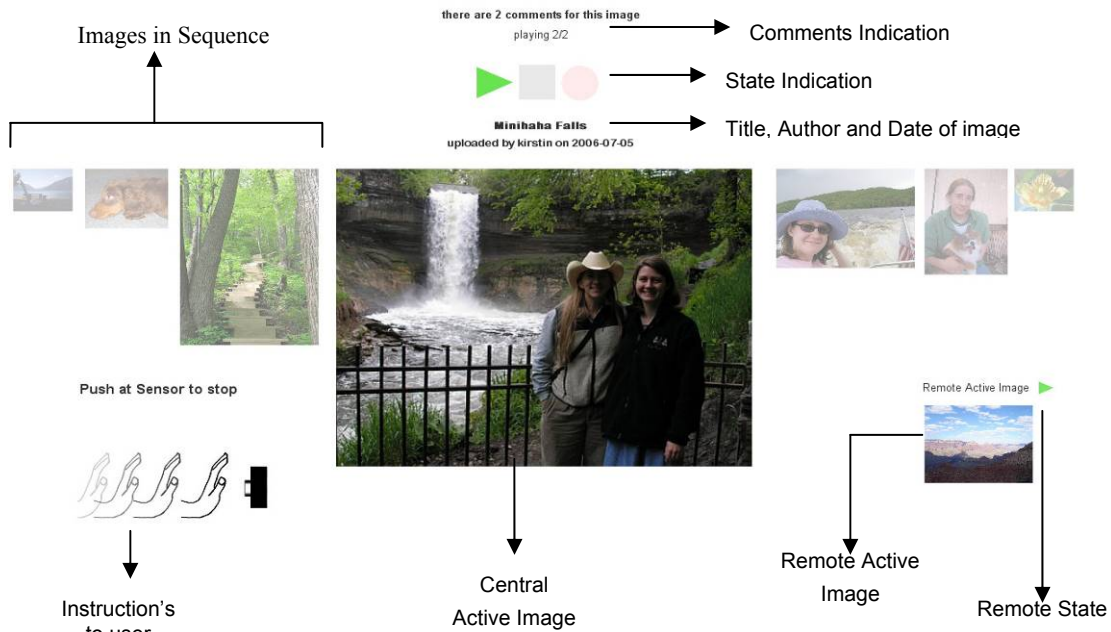 there are 2 comments for this image
playing 2/2
Images in Sequence
Comments Indication
State Indication
Minihaha Falls
uploaded by kirstin on 2006-07-05
Title, Author and Date of image
Push at Sensor to stop
Remote Active Image
Central
Active Image
Remote Active
Image
Remote State
Instruction's
to user